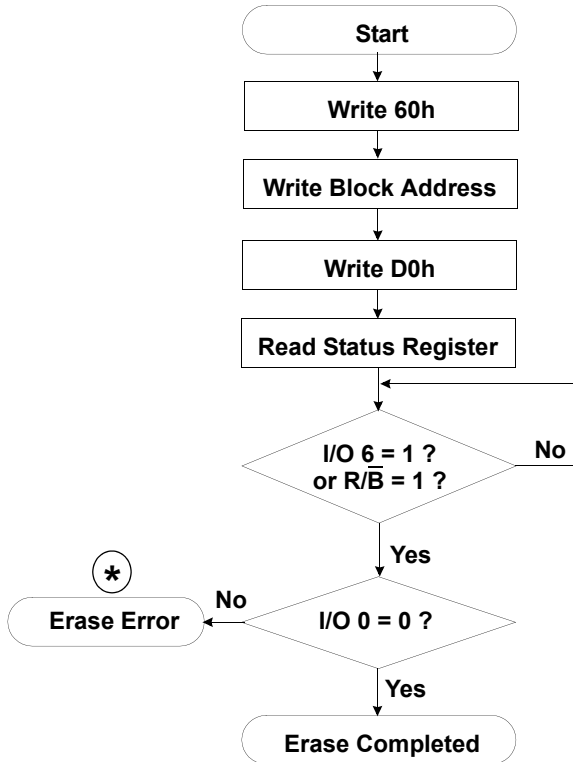 Start
Write 60h
Write Block Address
Write D0h
Read Status Register
I/O 6 = 1 ?
or R/B̅ = 1 ?
No
Yes
*
No
Erase Error
I/O 0 = 0 ?
Yes
Erase Completed